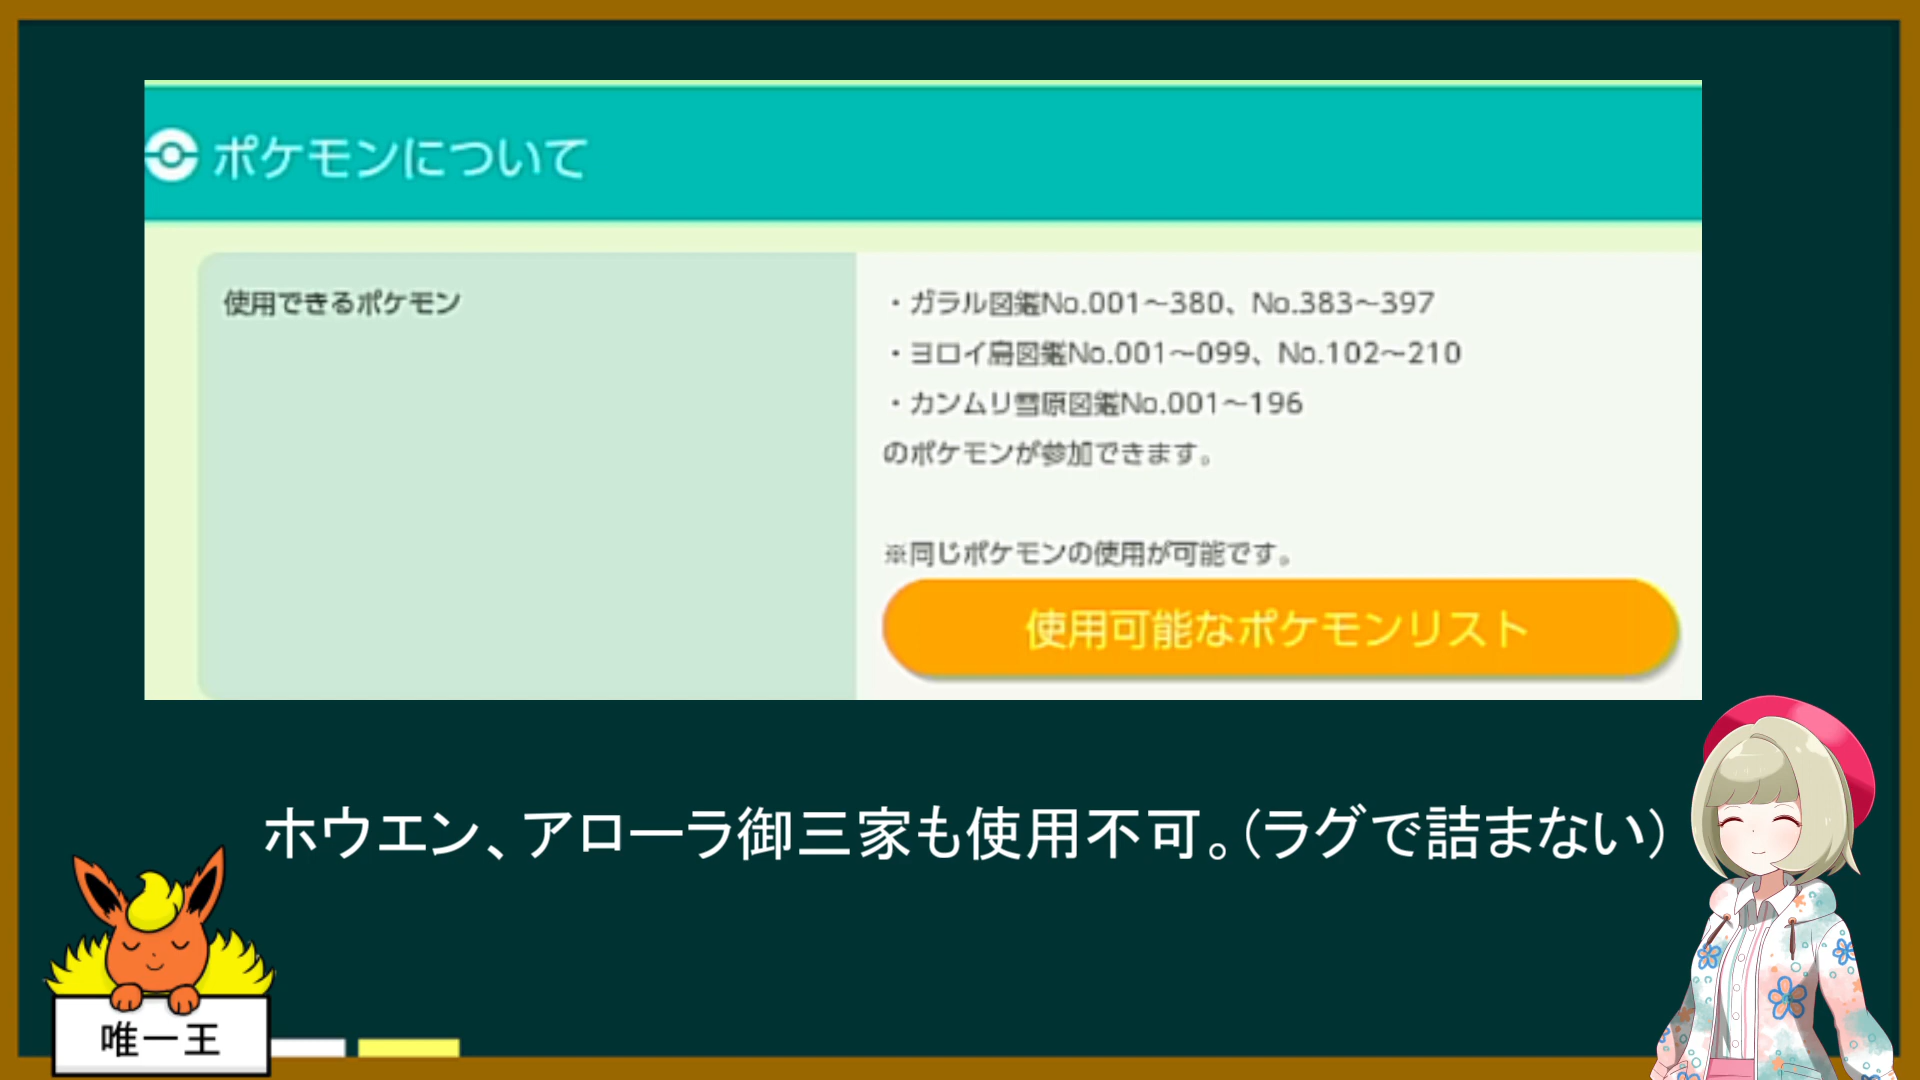 ポケモンについて
使用できるポケモン
・ガラル図鑑No.001～380、No.383～397
・ヨロイ島図鑑No.001～099、No.102～210
・カンムリ雪原図鑑No.001～196
のポケモンが参加できます。
※同じポケモンの使用が可能です。
使用可能なポケモンリスト
ホウエン、アローラ御三家も使用不可。（ラグで詰まない）
唯一王